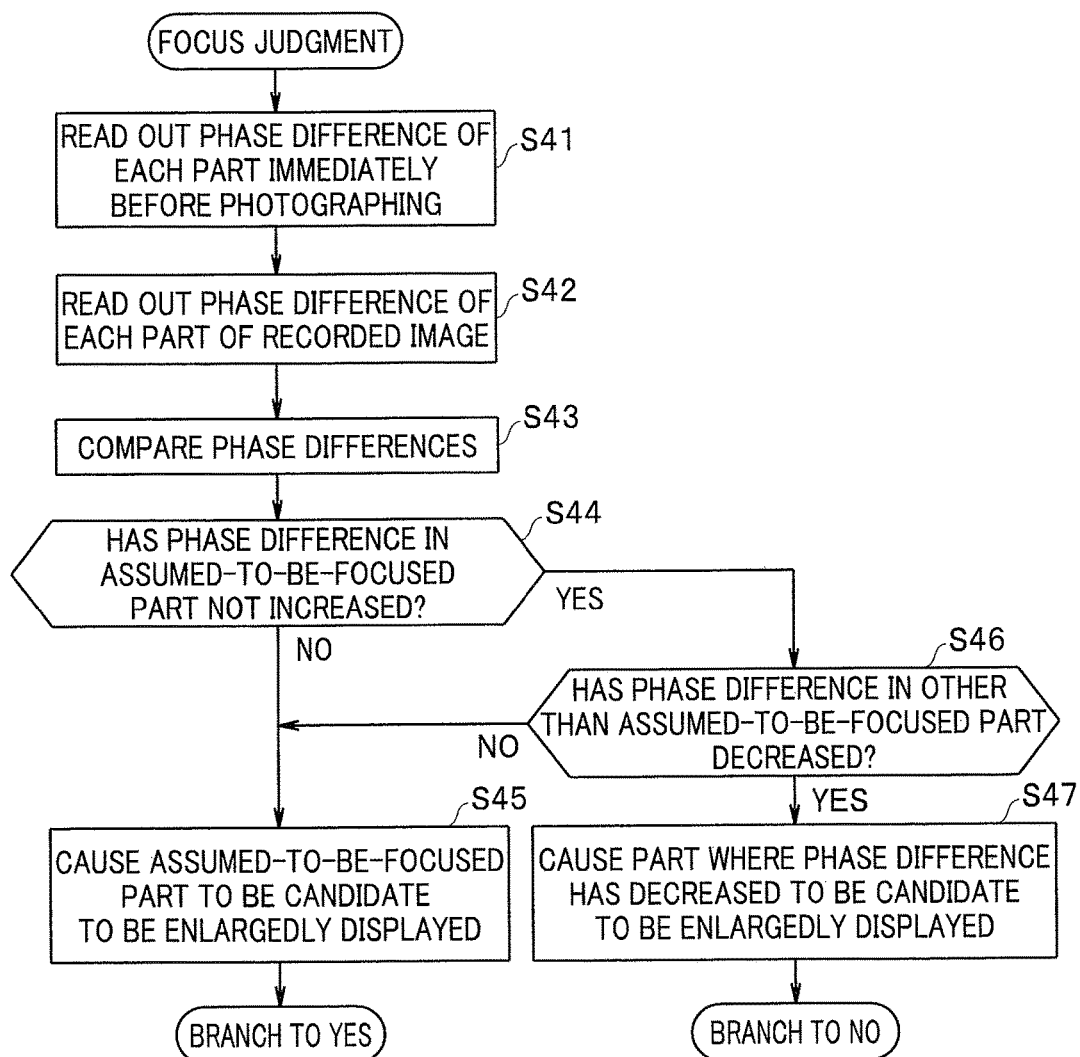 FOCUS JUDGMENT
READ OUT PHASE DIFFERENCE OF
EACH PART IMMEDIATELY
BEFORE PHOTOGRAPHING
S41
READ OUT PHASE DIFFERENCE OF
EACH PART OF RECORDED IMAGE
S42
COMPARE PHASE DIFFERENCES
S43
HAS PHASE DIFFERENCE IN
ASSUMED-TO-BE-FOCUSED
PART NOT INCREASED?
S44
YES
NO
S46
HAS PHASE DIFFERENCE IN OTHER
THAN ASSUMED-TO-BE-FOCUSED PART
DECREASED?
NO
YES
S45
CAUSE ASSUMED-TO-BE-FOCUSED
PART TO BE CANDIDATE
TO BE ENLARGEDLY DISPLAYED
S47
CAUSE PART WHERE PHASE DIFFERENCE
HAS DECREASED TO BE CANDIDATE
TO BE ENLARGEDLY DISPLAYED
BRANCH TO YES
BRANCH TO NO